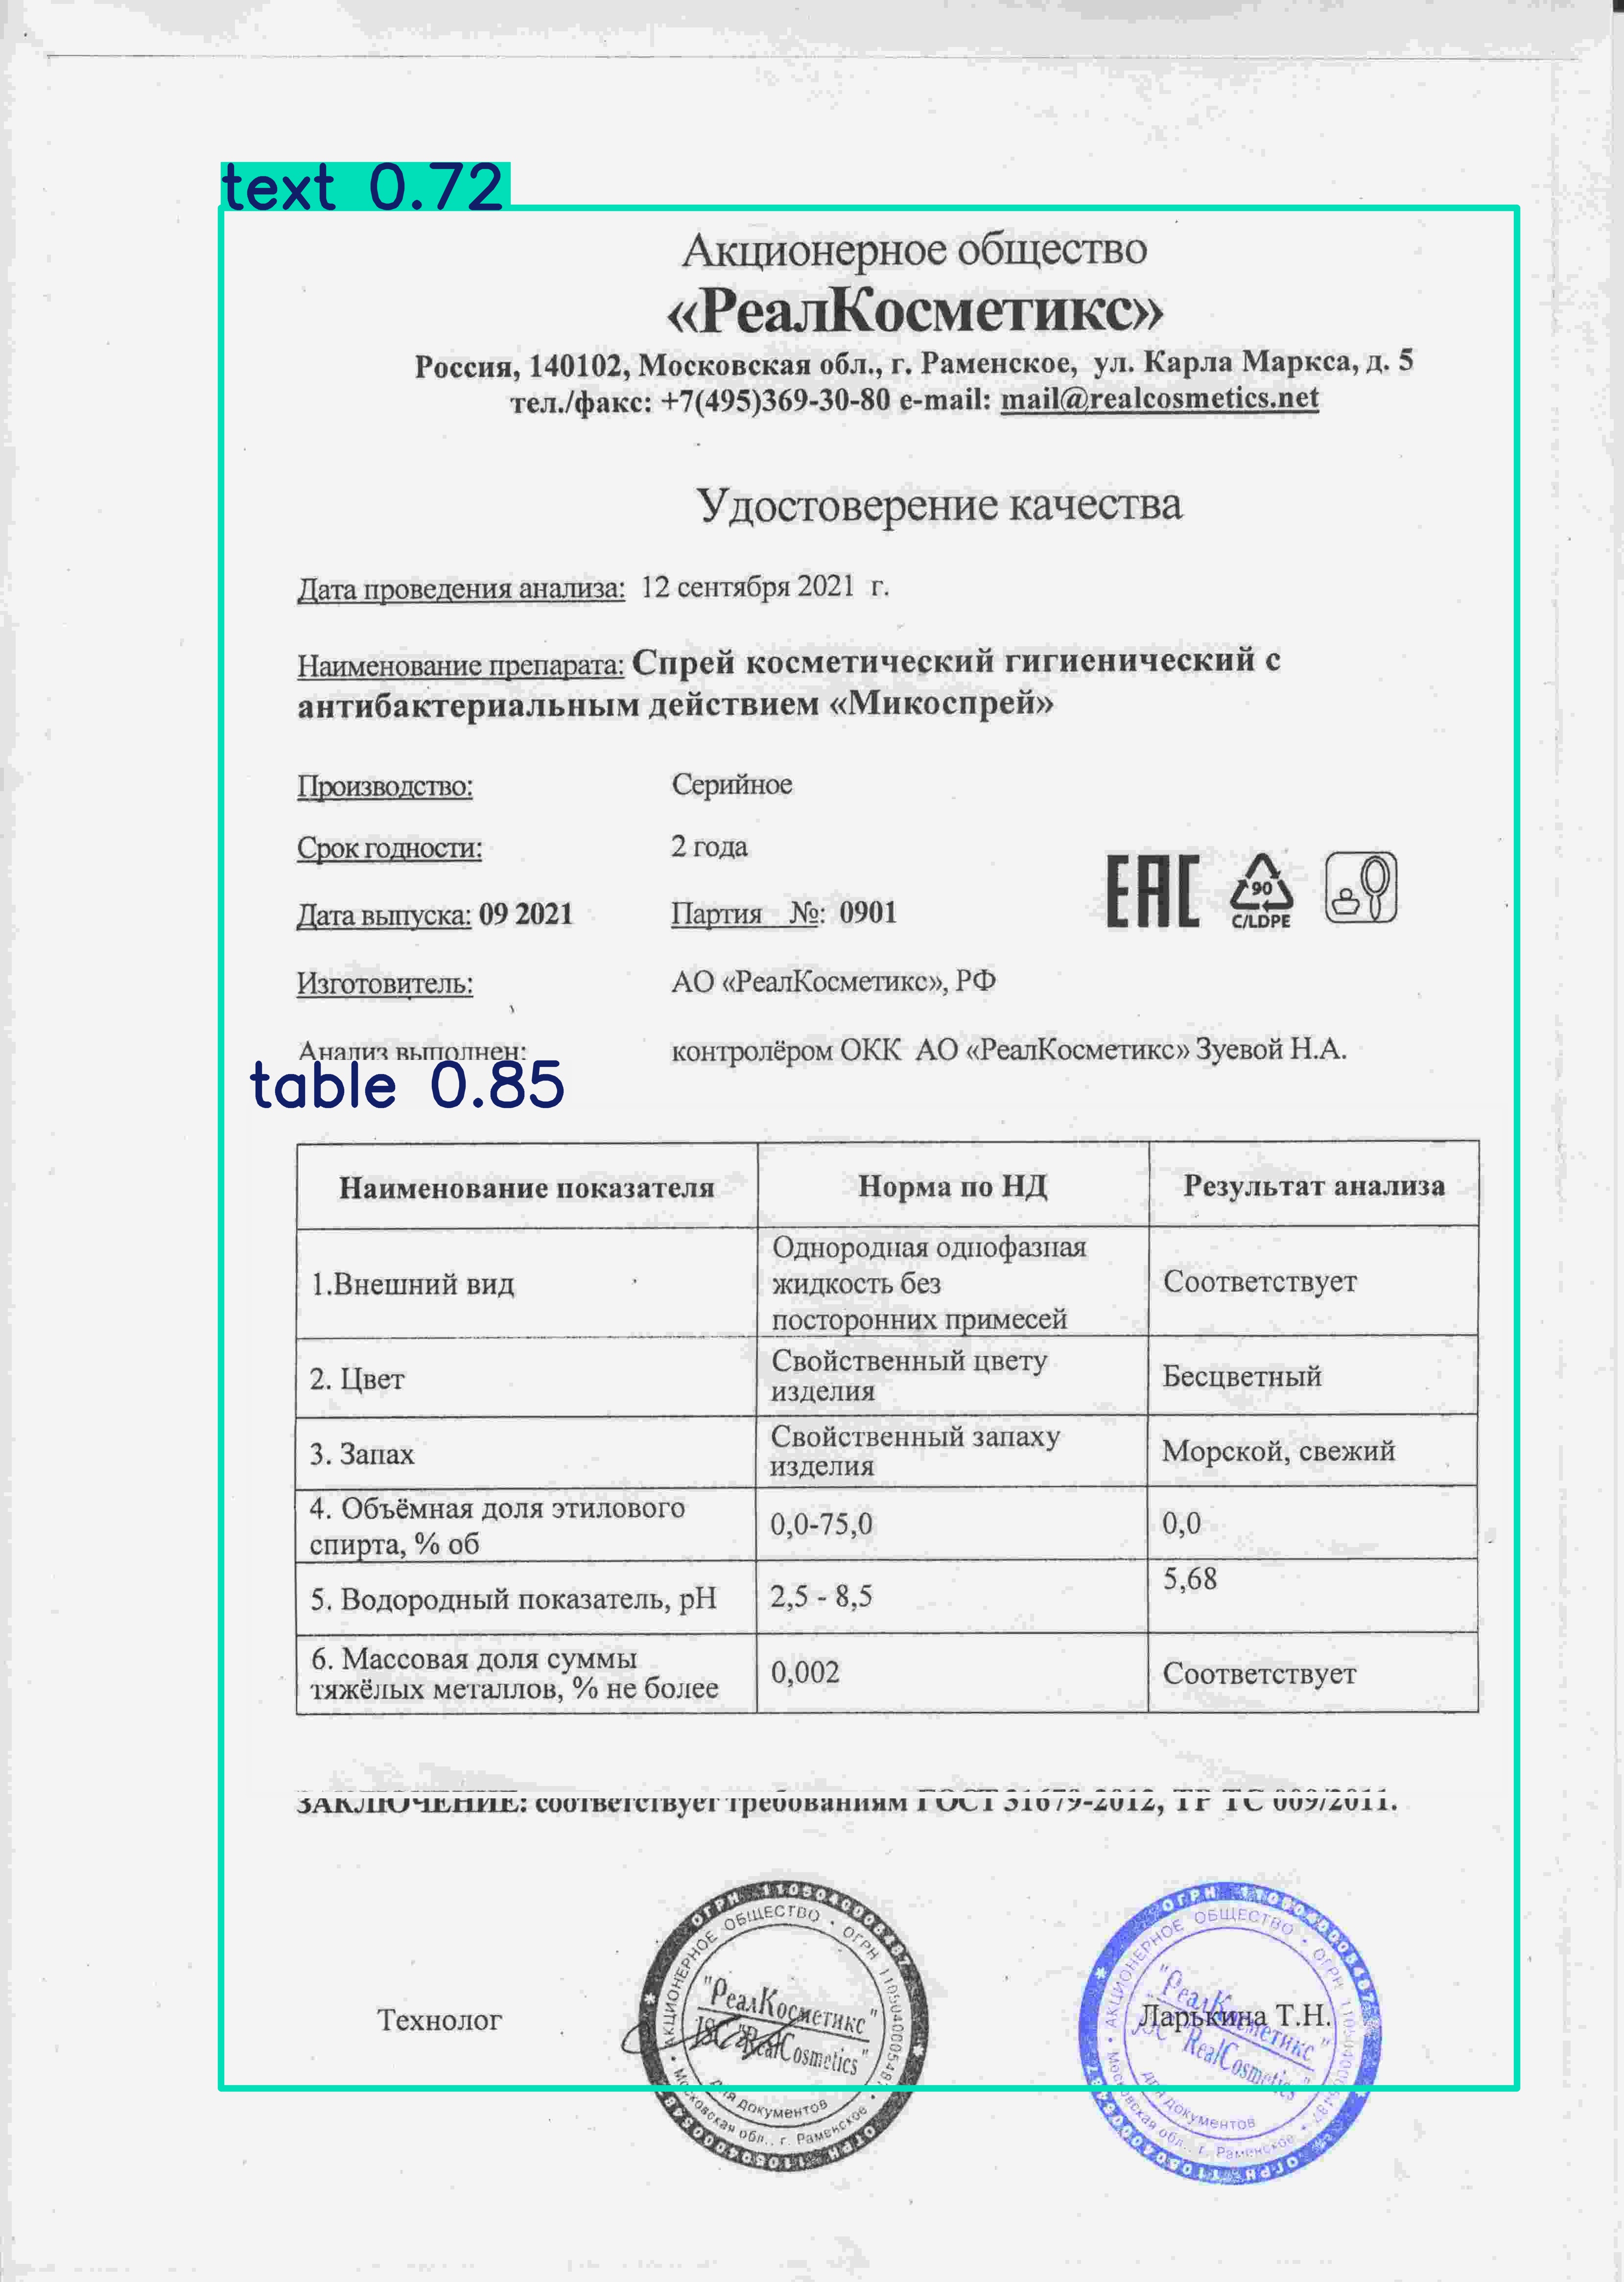 text 0.72
Акционерное общество
«РеалКосметикс»
Россия, 140102, Московская обл., г. Раменское, ул. Карла Маркса, д. 5
тел./факс: +7(495)369-30-80 e-mail: mail@realcosmetics.net
Удостоверение качества
Дата проведения анализа: 12 сентября 2021 г.
Наименование препарата: Спрей косметический гигиенический с
антибактериальным действием «Микоспрей»
Производство: Серийное
Срок годности: 2 года
Дата выпуска: 09 2021 Партия №: 0901
EAC 90 C/LDPE
Изготовитель: АО «РеалКосметикс», РФ
Анализ выполнен: контролёром ОКК АО «РеалКосметикс» Зуевой Н.А.
table 0.85
Наименование показателя Норма по НД Результат анализа
1.Внешний вид Однородная однофазная жидкость без посторонних примесей Соответствует
2. Цвет Свойственный цвету изделия Бесцветный
3. Запах Свойственный запаху изделия Морской, свежий
4. Объёмная доля этилового спирта, % об 0,0-75,0 0,0
5. Водородный показатель, pH 2,5 - 8,5 5,68
6. Массовая доля суммы тяжёлых металлов, % не более 0,002 Соответствует
ЗАКЛЮЧЕНИЕ: соответствует требованиям ГОСТ 31679-2012, ТР ТС 009/2011.
Технолог
АКЦИОНЕРНОЕ ОБЩЕСТВО
"РеалКосметикс"
JSC "RealCosmetics"
для документов
Московская обл., г. Раменское
Ларькина Т.Н.
АКЦИОНЕРНОЕ ОБЩЕСТВО
"РеалКосметикс"
JSC "RealCosmetics"
для документов
Московская обл., г. Раменское